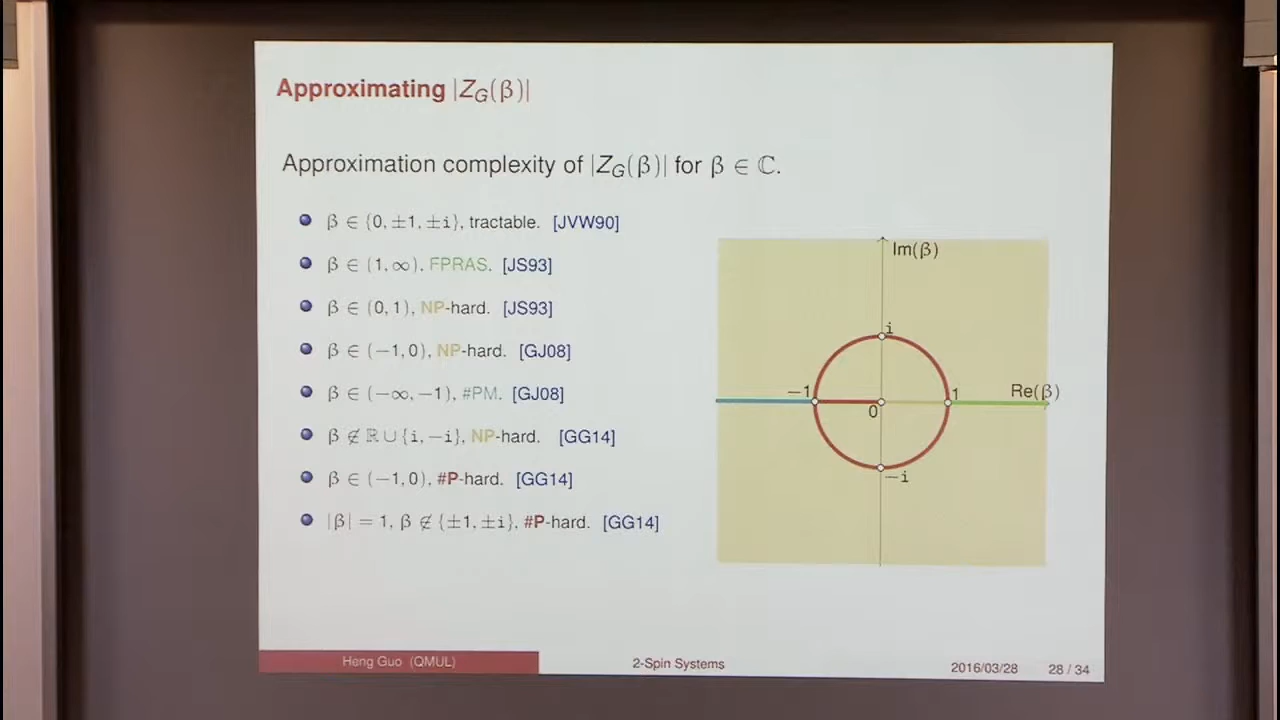 Approximating |Z_G(β)|
Approximation complexity of |Z_G(β)| for β ∈ ℂ.
β ∈ {0, ±1, ±i}, tractable. [JVW90]
β ∈ (1, ∞), FPRAS. [JS93]
β ∈ (0, 1), NP-hard. [JS93]
β ∈ (−1, 0), NP-hard. [GJ08]
β ∈ (−∞, −1), #PM. [GJ08]
β ∉ ℝ ∪ {i, −i}, NP-hard. [GG14]
β ∈ (−1, 0), #P-hard. [GG14]
|β| = 1, β ∉ {±1, ±i}, #P-hard. [GG14]
Im(β)
i
−1
0
1
Re(β)
−i
Heng Guo (QMUL)
2-Spin Systems
2016/03/28
28 / 34